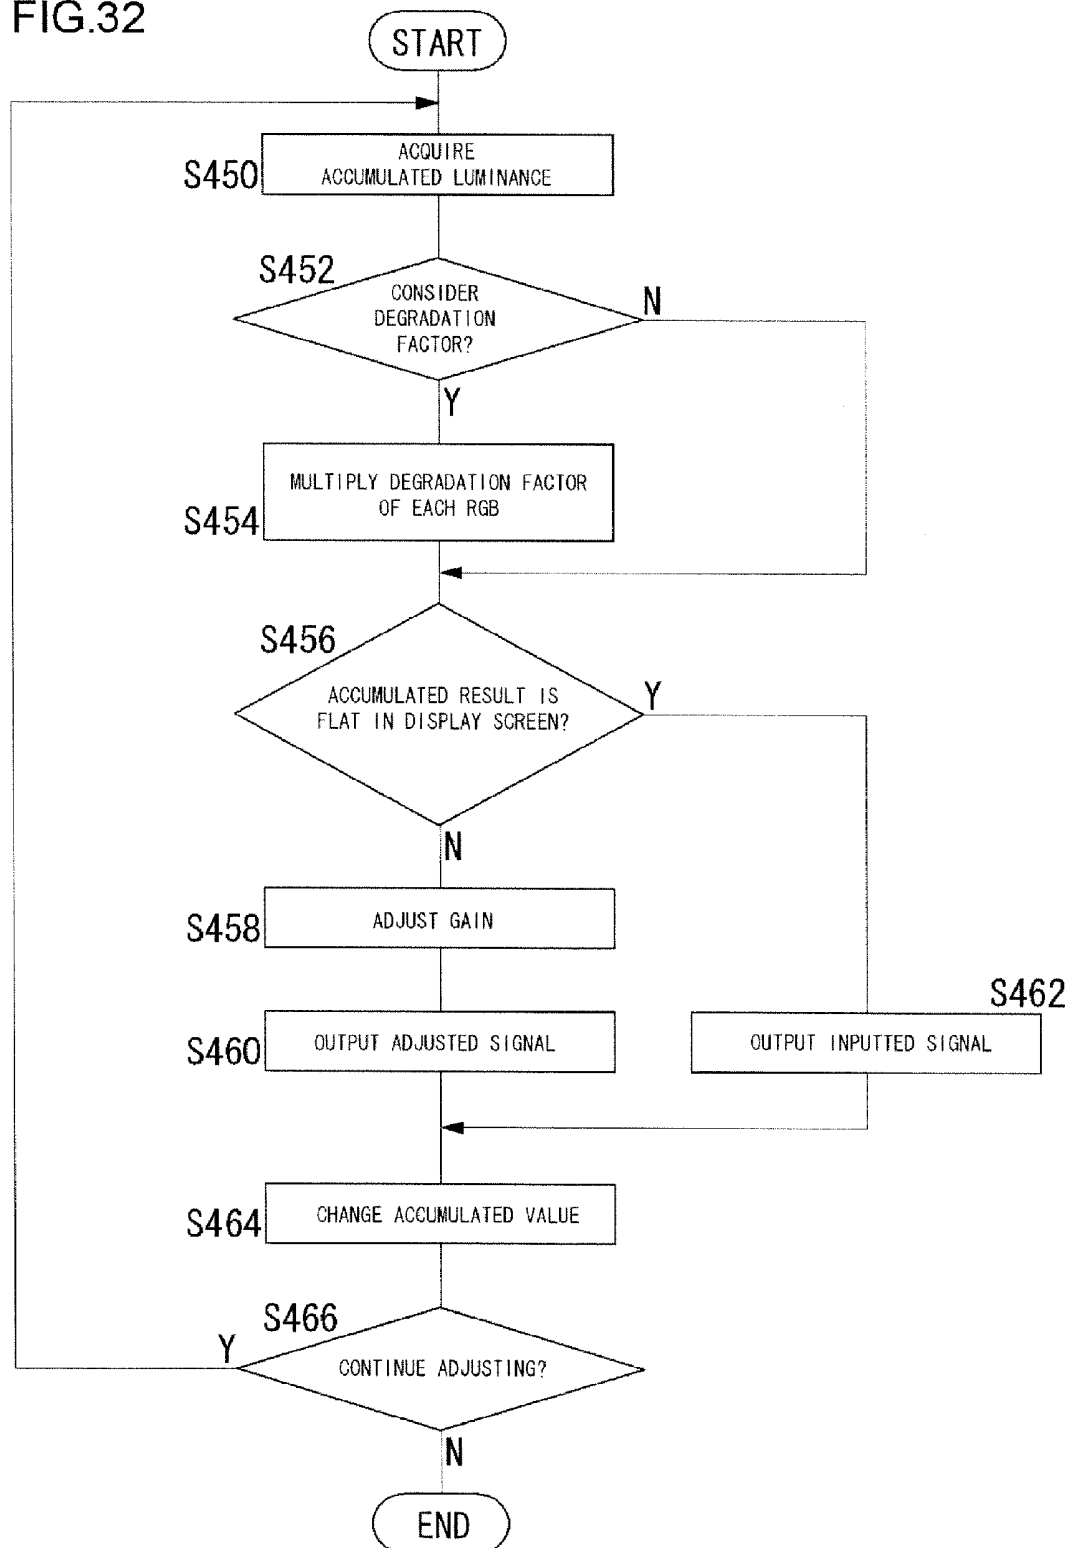 FIG.32
START
S450
ACQUIRE
ACCUMULATED LUMINANCE
S452
CONSIDER
DEGRADATION
FACTOR?
N
Y
S454
MULTIPLY DEGRADATION FACTOR
OF EACH RGB
S456
ACCUMULATED RESULT IS
FLAT IN DISPLAY SCREEN?
Y
N
S458
ADJUST GAIN
S460
OUTPUT ADJUSTED SIGNAL
S462
OUTPUT INPUTTED SIGNAL
S464
CHANGE ACCUMULATED VALUE
S466
Y
CONTINUE ADJUSTING?
N
END